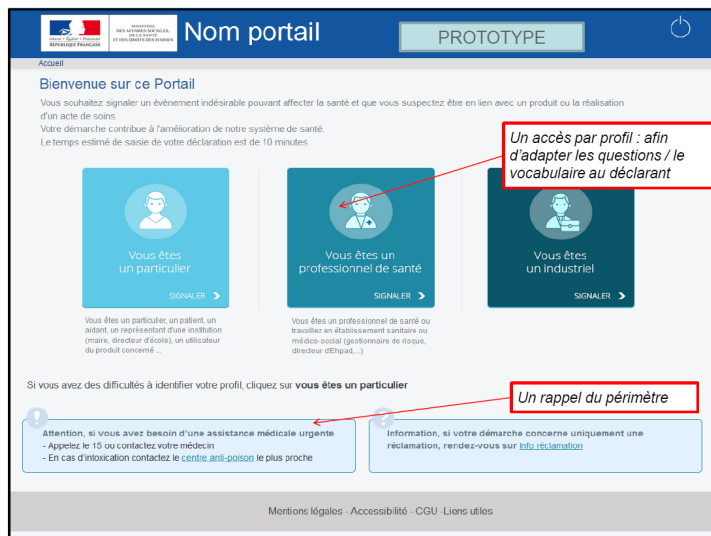 Liberté • Égalité • Fraternité
RÉPUBLIQUE FRANÇAISE
MINISTÈRE
DES AFFAIRES SOCIALES,
DE LA SANTÉ
ET DES DROITS DES FEMMES
Nom portail
PROTOTYPE
Accueil
Bienvenue sur ce Portail
Vous souhaitez signaler un évènement indésirable pouvant affecter la santé et que vous suspectez être en lien avec un produit ou la réalisation
d'un acte de soins.
Votre démarche contribue à l'amélioration de notre système de santé.
Le temps estimé de saisie de votre déclaration est de 10 minutes
Un accès par profil : afin
d'adapter les questions / le
vocabulaire au déclarant
Vous êtes
un particulier
SIGNALER
Vous êtes un
professionnel de santé
SIGNALER
Vous êtes
un industriel
SIGNALER
Vous êtes un particulier, un patient, un
aidant, un représentant d'une institution
(maire, directeur d'école), un utilisateur
du produit concerné ...
Vous êtes un professionnel de santé ou
travaillez en établissement sanitaire ou
médico-social (gestionnaire de risque,
directeur d'Ehpad,...)
Si vous avez des difficultés à identifier votre profil, cliquez sur vous êtes un particulier
Un rappel du périmètre
Attention, si vous avez besoin d'une assistance médicale urgente
- Appelez le 15 ou contactez votre médecin
- En cas d'intoxication contactez le centre anti-poison le plus proche
Information, si votre démarche concerne uniquement une
réclamation, rendez-vous sur Info réclamation
Mentions légales - Accessibilité - CGU -Liens utiles